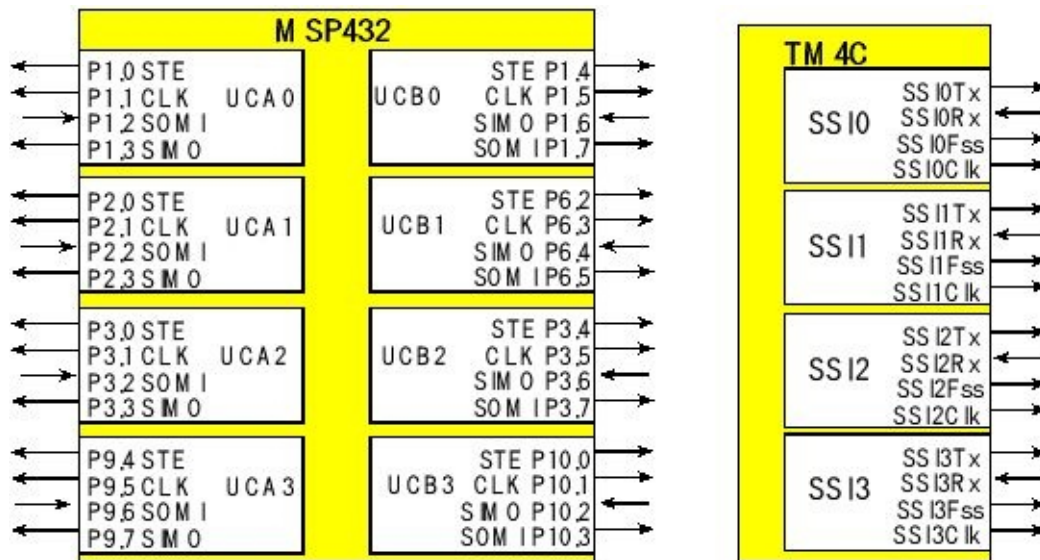 MSP432
P1.0 STE
P1.1 CLK UCA0
P1.2 SOMI
P1.3 SIMO
UCB0
STE P1.4
CLK P1.5
SIMO P1.6
SOMI P1.7
P2.0 STE
P2.1 CLK UCA1
P2.2 SOMI
P2.3 SIMO
UCB1
STE P6.2
CLK P6.3
SIMO P6.4
SOMI P6.5
P3.0 STE
P3.1 CLK UCA2
P3.2 SOMI
P3.3 SIMO
UCB2
STE P3.4
CLK P3.5
SIMO P3.6
SOMI P3.7
P9.4 STE
P9.5 CLK UCA3
P9.6 SOMI
P9.7 SIMO
STE P10.0
UCB3 CLK P10.1
SIMO P10.2
SOMI P10.3
TM4C
SSI0
SSI0Tx
SSI0Rx
SSI0Fss
SSI0Clk
SSI1
SSI1Tx
SSI1Rx
SSI1Fss
SSI1Clk
SSI2
SSI2Tx
SSI2Rx
SSI2Fss
SSI2Clk
SSI3
SSI3Tx
SSI3Rx
SSI3Fss
SSI3Clk